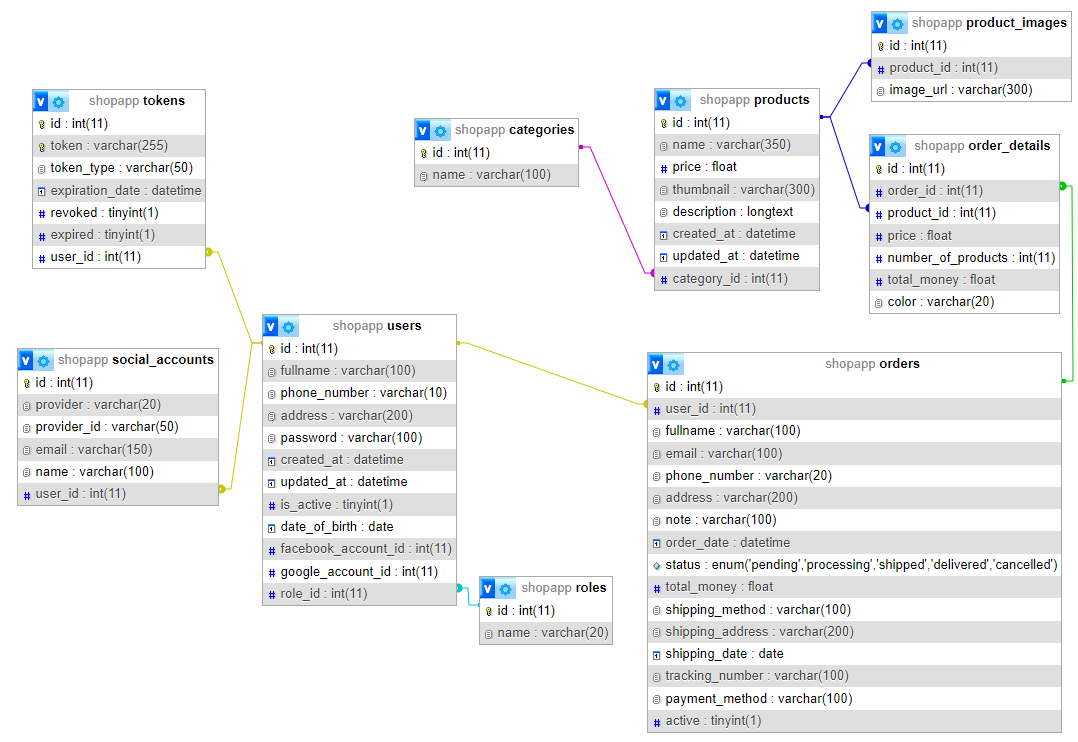 shopapp product_images
id : int(11)
product_id : int(11)
image_url : varchar(300)
shopapp tokens
id : int(11)
token : varchar(255)
token_type : varchar(50)
expiration_date : datetime
revoked : tinyint(1)
expired : tinyint(1)
user_id : int(11)
shopapp categories
id : int(11)
name : varchar(100)
shopapp products
id : int(11)
name : varchar(350)
price : float
thumbnail : varchar(300)
description : longtext
created_at : datetime
updated_at : datetime
category_id : int(11)
shopapp order_details
id : int(11)
order_id : int(11)
product_id : int(11)
price : float
number_of_products : int(11)
total_money : float
color : varchar(20)
shopapp social_accounts
id : int(11)
provider : varchar(20)
provider_id : varchar(50)
email : varchar(150)
name : varchar(100)
user_id : int(11)
shopapp users
id : int(11)
fullname : varchar(100)
phone_number : varchar(10)
address : varchar(200)
password : varchar(100)
created_at : datetime
updated_at : datetime
is_active : tinyint(1)
date_of_birth : date
facebook_account_id : int(11)
google_account_id : int(11)
role_id : int(11)
shopapp roles
id : int(11)
name : varchar(20)
shopapp orders
id : int(11)
user_id : int(11)
fullname : varchar(100)
email : varchar(100)
phone_number : varchar(20)
address : varchar(200)
note : varchar(100)
order_date : datetime
status : enum('pending','processing','shipped','delivered','cancelled')
total_money : float
shipping_method : varchar(100)
shipping_address : varchar(200)
shipping_date : date
tracking_number : varchar(100)
payment_method : varchar(100)
active : tinyint(1)